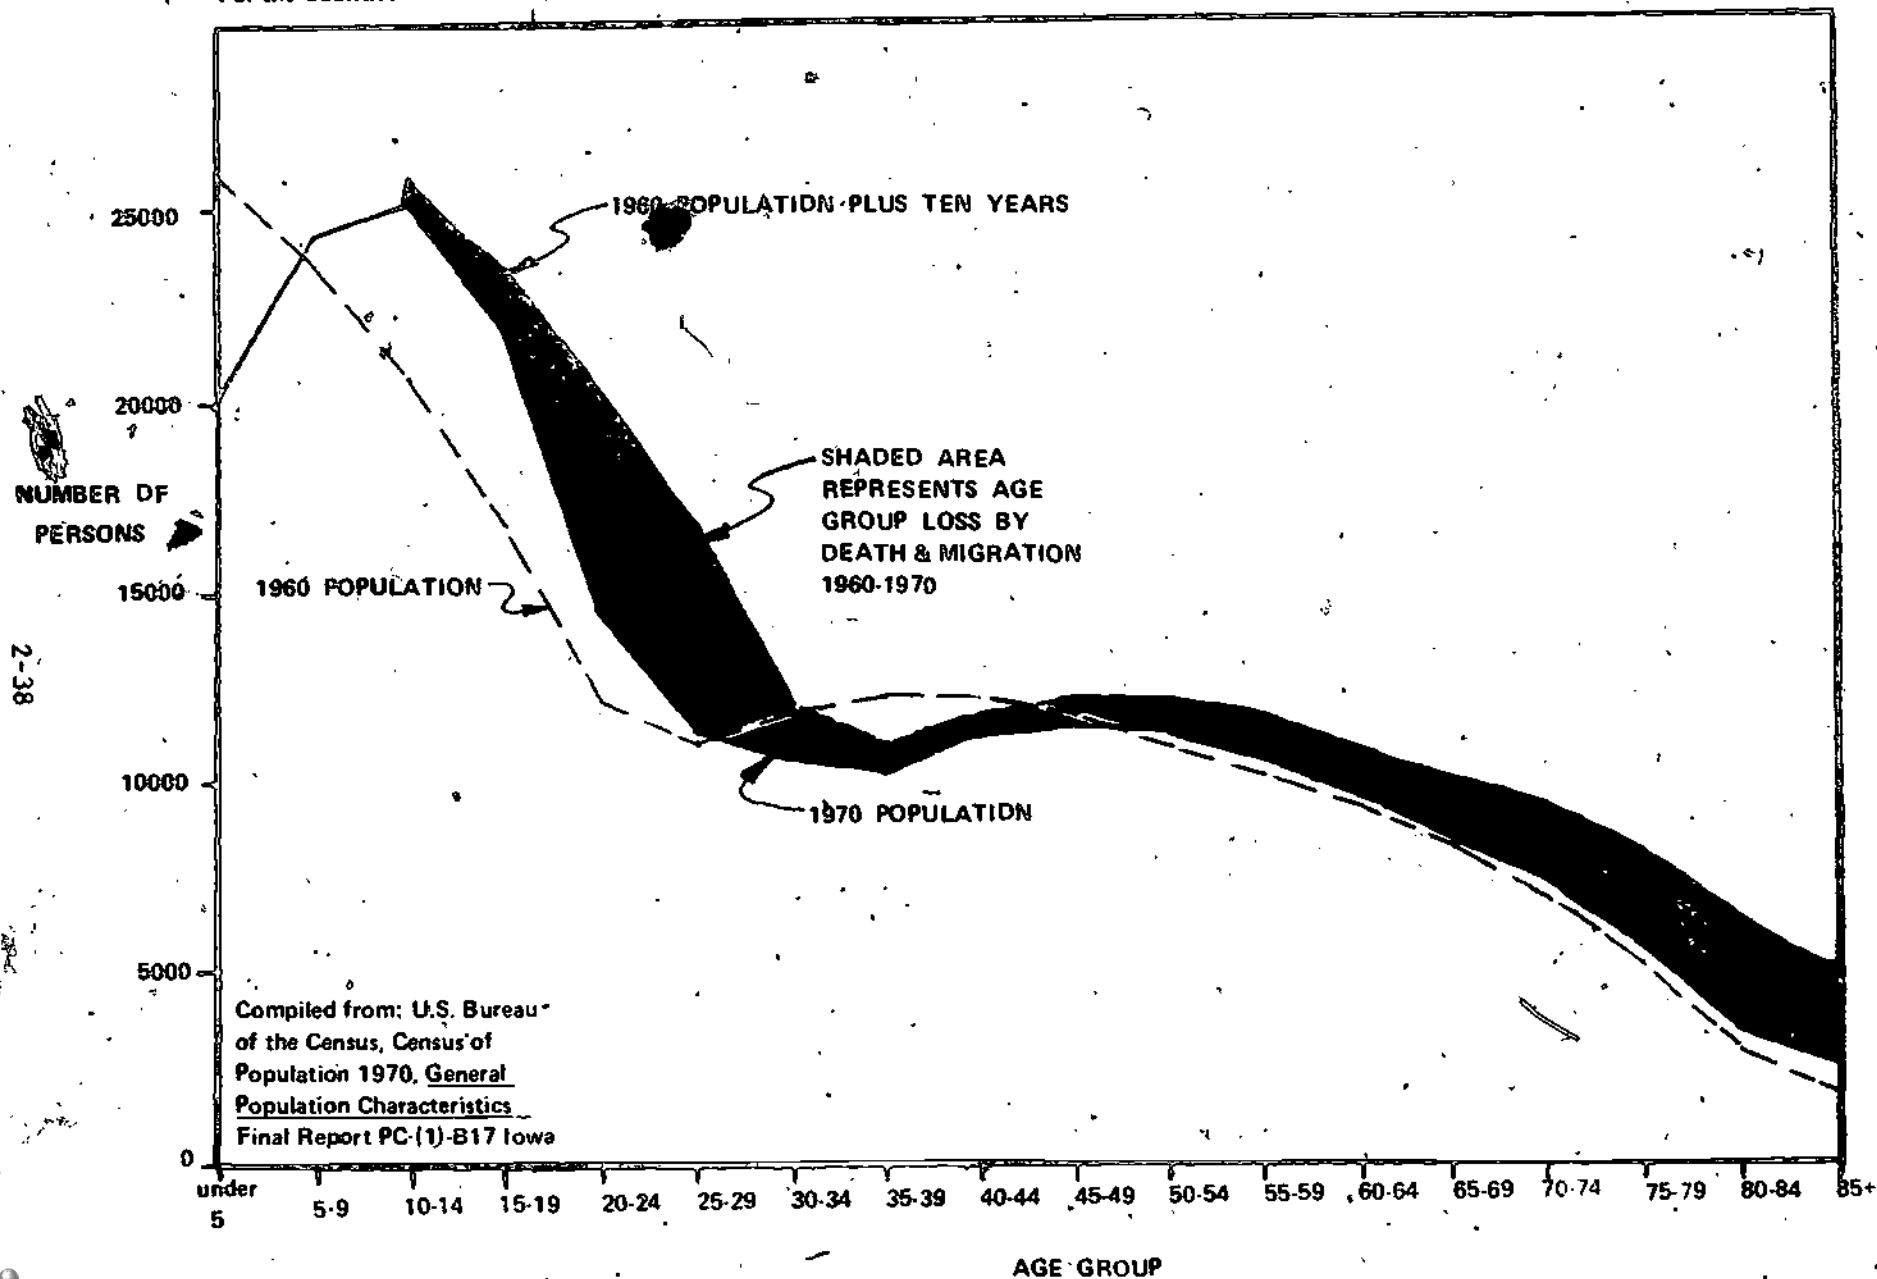 25000
20000
NUMBER OF
PERSONS
15000
10000
5000
0
1960 POPULATION PLUS TEN YEARS
SHADED AREA
REPRESENTS AGE
GROUP LOSS BY
DEATH & MIGRATION
1960-1970
1960 POPULATION
1970 POPULATION
2-38
Compiled from: U.S. Bureau
of the Census, Census of
Population 1970, General
Population Characteristics
Final Report PC-(1)-B17 Iowa
under
5
5-9
10-14
15-19
20-24
25-29
30-34
35-39
40-44
45-49
50-54
55-59
60-64
65-69
70-74
75-79
80-84
85+
AGE GROUP